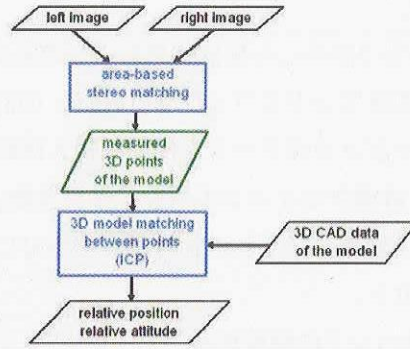 left image
right image
area-based
stereo matching
measured
3D points
of the model
3D model matching
between points
(ICP)
3D CAD data
of the model
relative position
relative attitude